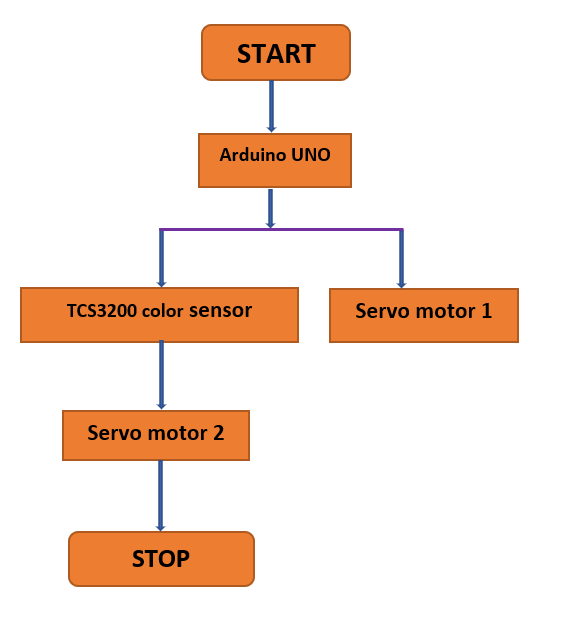 START
Arduino UNO
TCS3200 color sensor
Servo motor 1
Servo motor 2
STOP